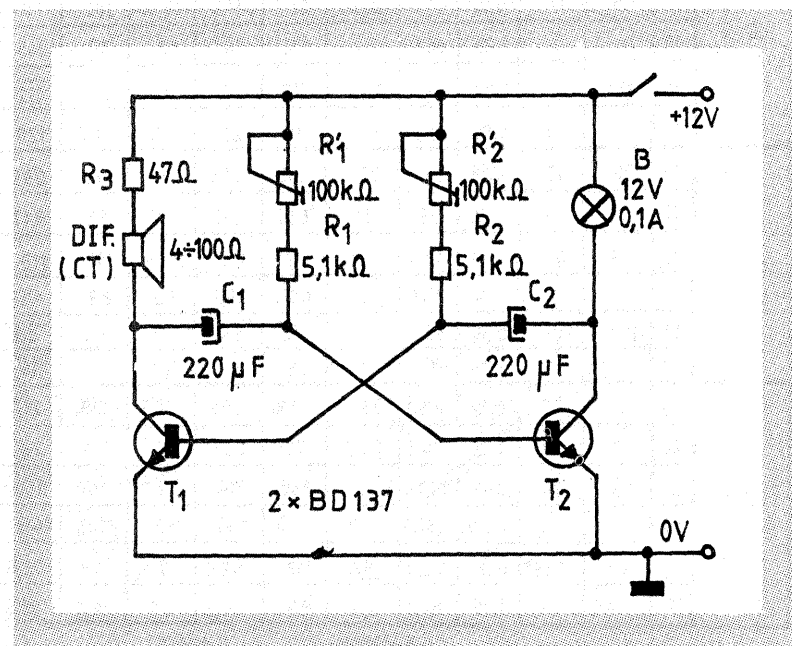 +12V
R3
47Ω
R'1
100kΩ
R'2
100kΩ
B
12V
0,1A
DIF.
(CT)
4÷100Ω
R1
5,1kΩ
R2
5,1kΩ
C1
220 μF
C2
220 μF
T1
2×BD137
T2
0V